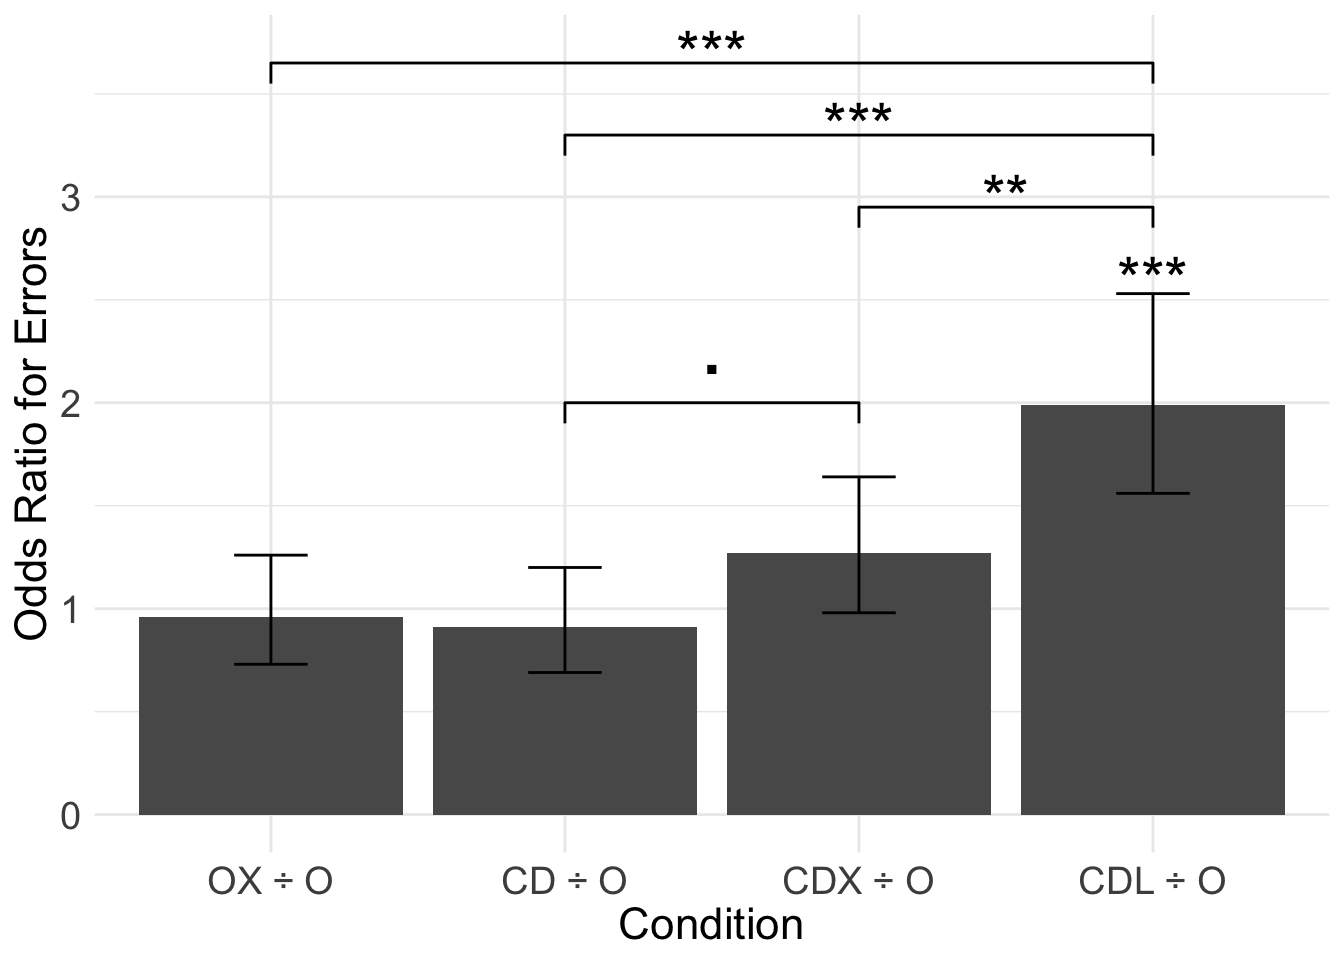 ***
***
**
***
.
3
2
1
0
Odds Ratio for Errors
OX ÷ O
CD ÷ O
CDX ÷ O
CDL ÷ O
Condition